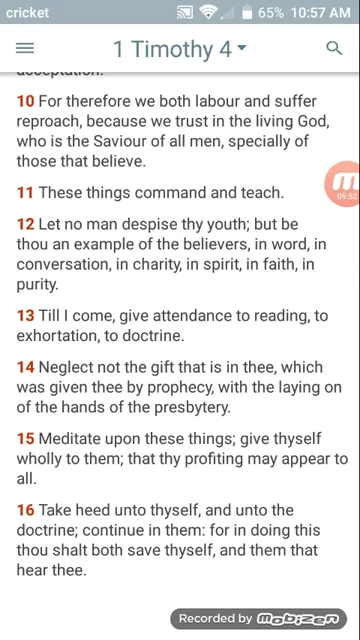 cricket 65% 10:57 AM
1 Timothy 4
acceptation.
10 For therefore we both labour and suffer
reproach, because we trust in the living God,
who is the Saviour of all men, specially of
those that believe.
11 These things command and teach.
12 Let no man despise thy youth; but be
thou an example of the believers, in word, in
conversation, in charity, in spirit, in faith, in
purity.
13 Till I come, give attendance to reading, to
exhortation, to doctrine.
14 Neglect not the gift that is in thee, which
was given thee by prophecy, with the laying on
of the hands of the presbytery.
15 Meditate upon these things; give thyself
wholly to them; that thy profiting may appear to
all.
16 Take heed unto thyself, and unto the
doctrine; continue in them: for in doing this
thou shalt both save thyself, and them that
hear thee.
M
09:52
Recorded by mobizen